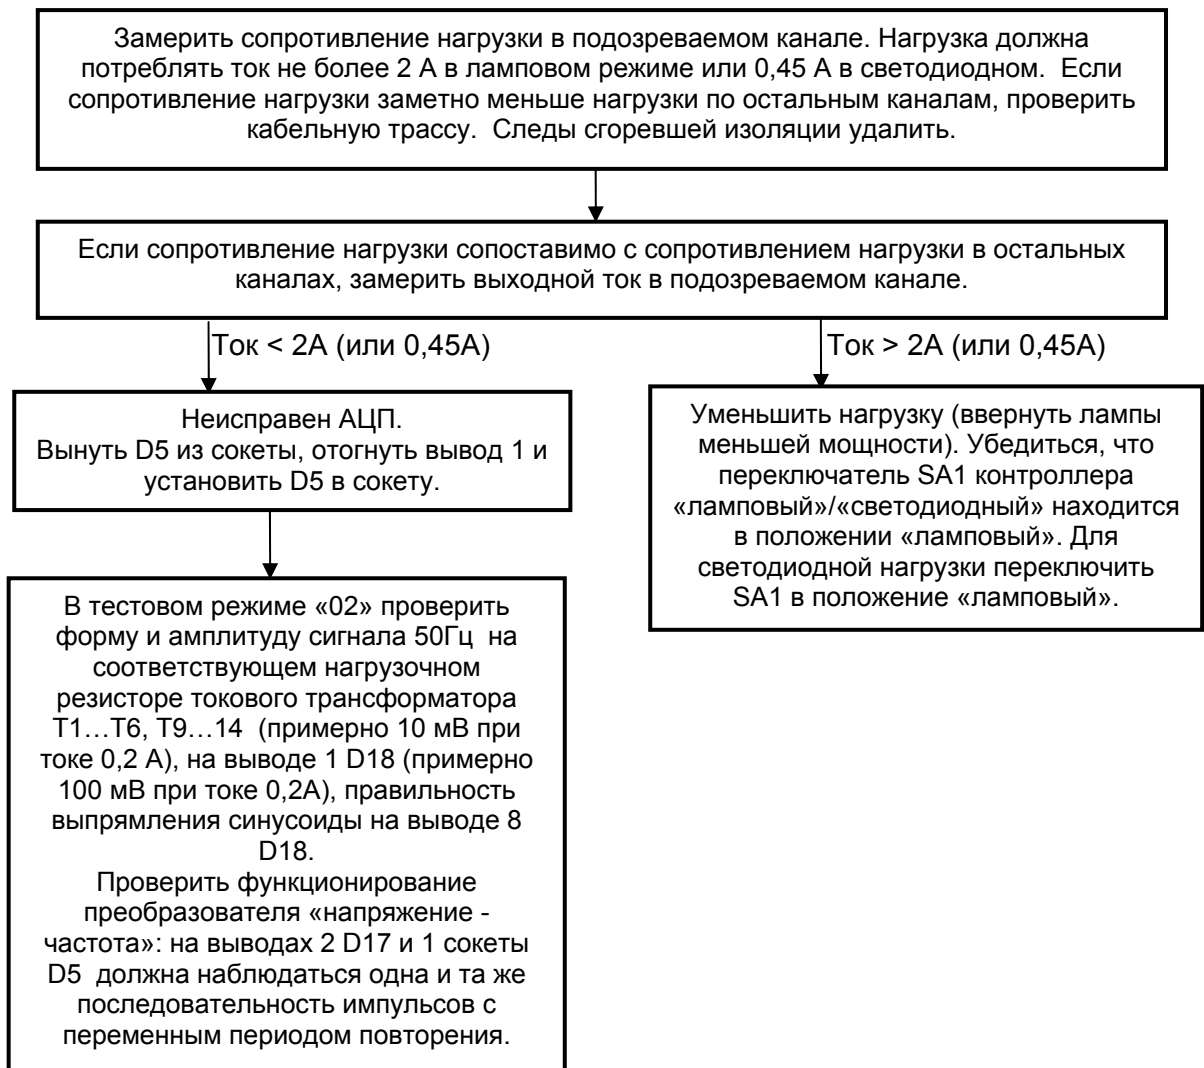 Замерить сопротивление нагрузки в подозреваемом канале. Нагрузка должна
потреблять ток не более 2 А в ламповом режиме или 0,45 А в светодиодном.  Если
сопротивление нагрузки заметно меньше нагрузки по остальным каналам, проверить
кабельную трассу.  Следы сгоревшей изоляции удалить.
Если сопротивление нагрузки сопоставимо с сопротивлением нагрузки в остальных
каналах, замерить выходной ток в подозреваемом канале.
Ток < 2А (или 0,45А)
Ток > 2А (или 0,45А)
Неисправен АЦП.
Вынуть D5 из сокеты, отогнуть вывод 1 и
установить D5 в сокету.
Уменьшить нагрузку (ввернуть лампы
меньшей мощности). Убедиться, что
переключатель SA1 контроллера
«ламповый»/«светодиодный» находится
в положении «ламповый». Для
светодиодной нагрузки переключить
SA1 в положение «ламповый».
В тестовом режиме «02» проверить
форму и амплитуду сигнала 50Гц  на
соответствующем нагрузочном
резисторе токового трансформатора
Т1…Т6, Т9…14  (примерно 10 мВ при
токе 0,2 А), на выводе 1 D18 (примерно
100 мВ при токе 0,2А), правильность
выпрямления синусоиды на выводе 8
D18.
Проверить функционирование
преобразователя «напряжение -
частота»: на выводах 2 D17 и 1 сокеты
D5  должна наблюдаться одна и та же
последовательность импульсов с
переменным периодом повторения.